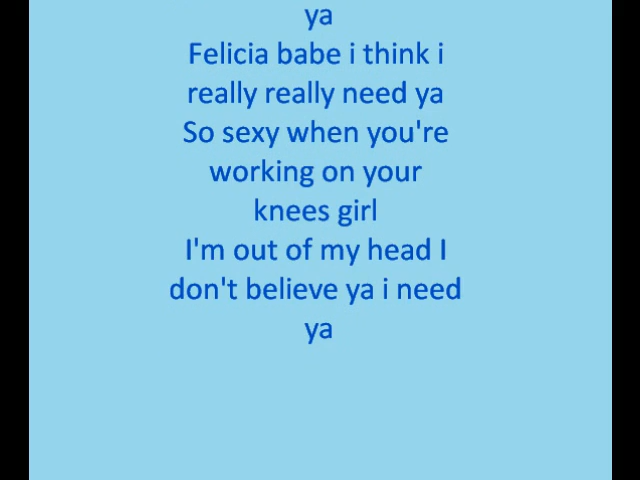 ya
Felicia babe i think i
really really need ya
So sexy when you're
working on your
knees girl
I'm out of my head I
don't believe ya i need
ya